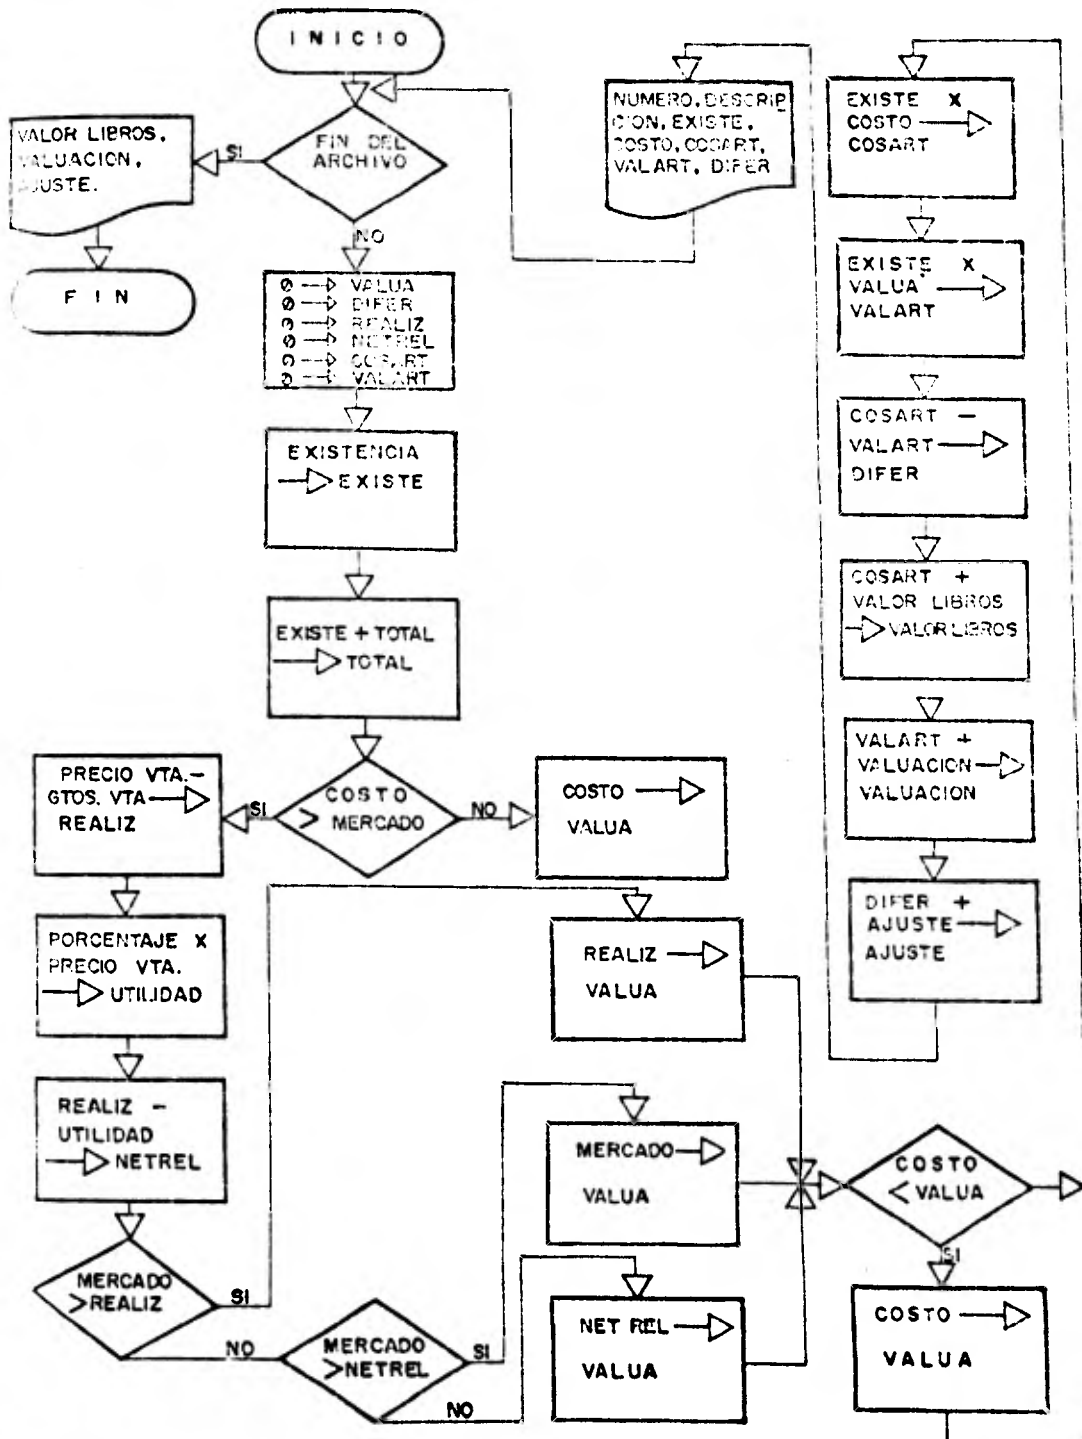 INICIO
FIN DEL
ARCHIVO
SI
NO
VALOR LIBROS,
VALUACION,
AJUSTE.
FIN
0 → VALUA
0 → DIFER
0 → REALIZ
0 → NETREL
0 → COSART
0 → VALART
EXISTENCIA
→ EXISTE
EXISTE + TOTAL
→ TOTAL
COSTO
> MERCADO
SI
NO
COSTO →
VALUA
PRECIO VTA.-
GTOS. VTA →
REALIZ
PORCENTAJE X
PRECIO VTA.
→ UTILIDAD
REALIZ -
UTILIDAD
→ NETREL
MERCADO
>REALIZ
SI
NO
MERCADO
>NETREL
SI
NO
REALIZ →
VALUA
MERCADO →
VALUA
NET REL →
VALUA
COSTO
< VALUA
SI
COSTO →
VALUA
EXISTE X
COSTO →
COSART
EXISTE X
VALUA →
VALART
COSART -
VALART →
DIFER
COSART +
VALOR LIBROS
→ VALOR LIBROS
VALART +
VALUACION →
VALUACION
DIFER +
AJUSTE →
AJUSTE
NUMERO, DESCRIP
CION, EXISTE,
COSTO, COSART,
VALART, DIFER